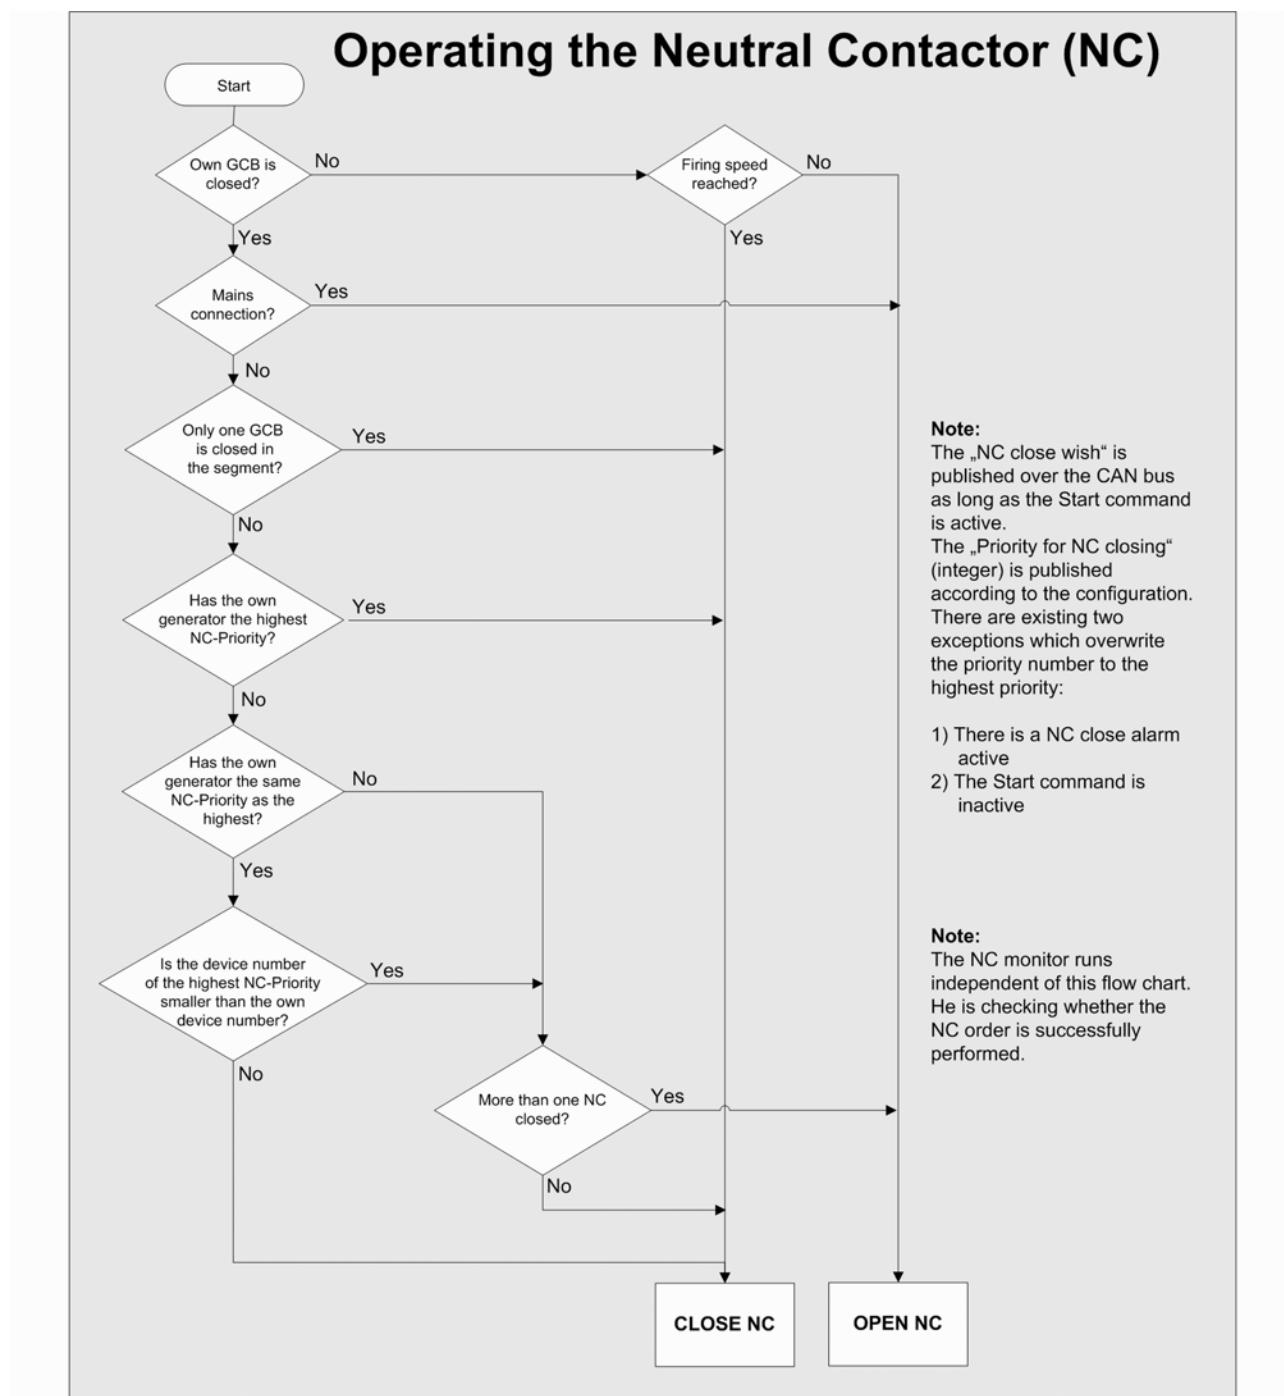 Operating the Neutral Contactor (NC)
Start
Own GCB is
closed?
No
Firing speed
reached?
No
Yes
Yes
Mains
connection?
Yes
No
Only one GCB
is closed in
the segment?
Yes
No
Has the own
generator the highest
NC-Priority?
Yes
No
Has the own
generator the same
NC-Priority as the
highest?
No
Yes
Is the device number
of the highest NC-Priority
smaller than the own
device number?
Yes
No
More than one NC
closed?
Yes
No
CLOSE NC
OPEN NC
Note:
The „NC close wish“ is
published over the CAN bus
as long as the Start command
is active.
The „Priority for NC closing“
(integer) is published
according to the configuration.
There are existing two
exceptions which overwrite
the priority number to the
highest priority:
1) There is a NC close alarm
active
2) The Start command is
inactive
Note:
The NC monitor runs
independent of this flow chart.
He is checking whether the
NC order is successfully
performed.